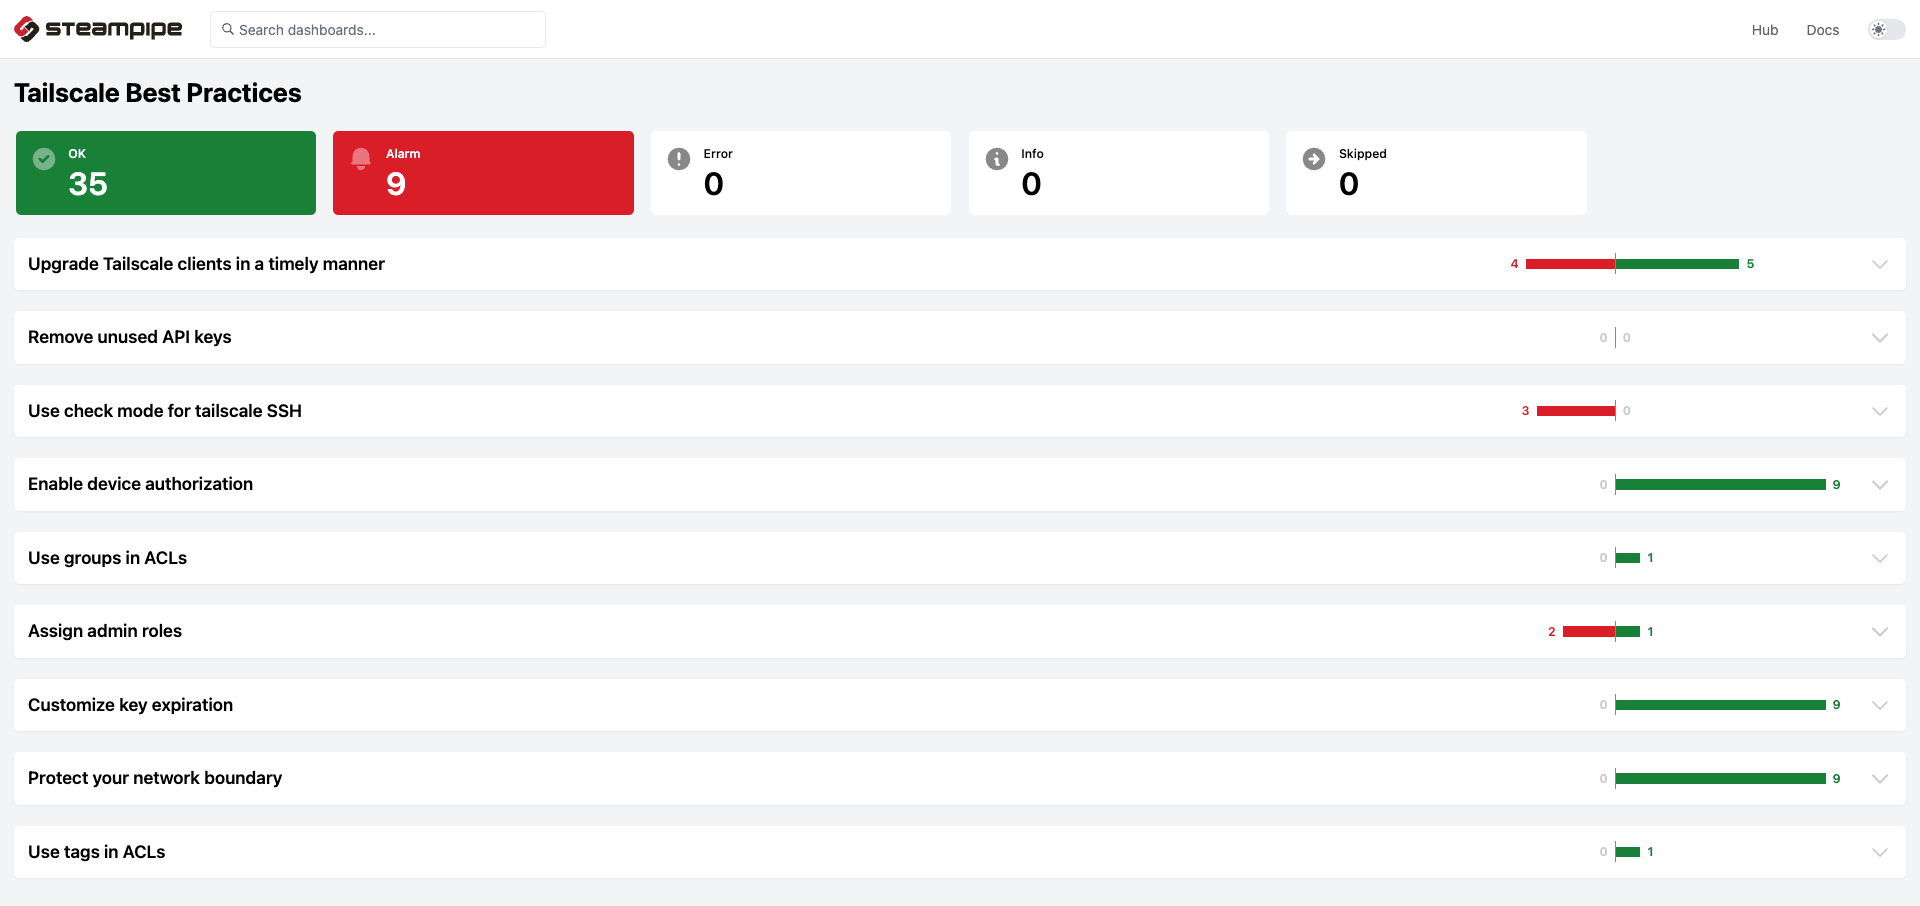 steampipe
Search dashboards...
Hub
Docs
Tailscale Best Practices
OK
35
Alarm
9
Error
0
Info
0
Skipped
0
Upgrade Tailscale clients in a timely manner
4
5
Remove unused API keys
0
0
Use check mode for tailscale SSH
3
0
Enable device authorization
0
9
Use groups in ACLs
0
1
Assign admin roles
2
1
Customize key expiration
0
9
Protect your network boundary
0
9
Use tags in ACLs
0
1